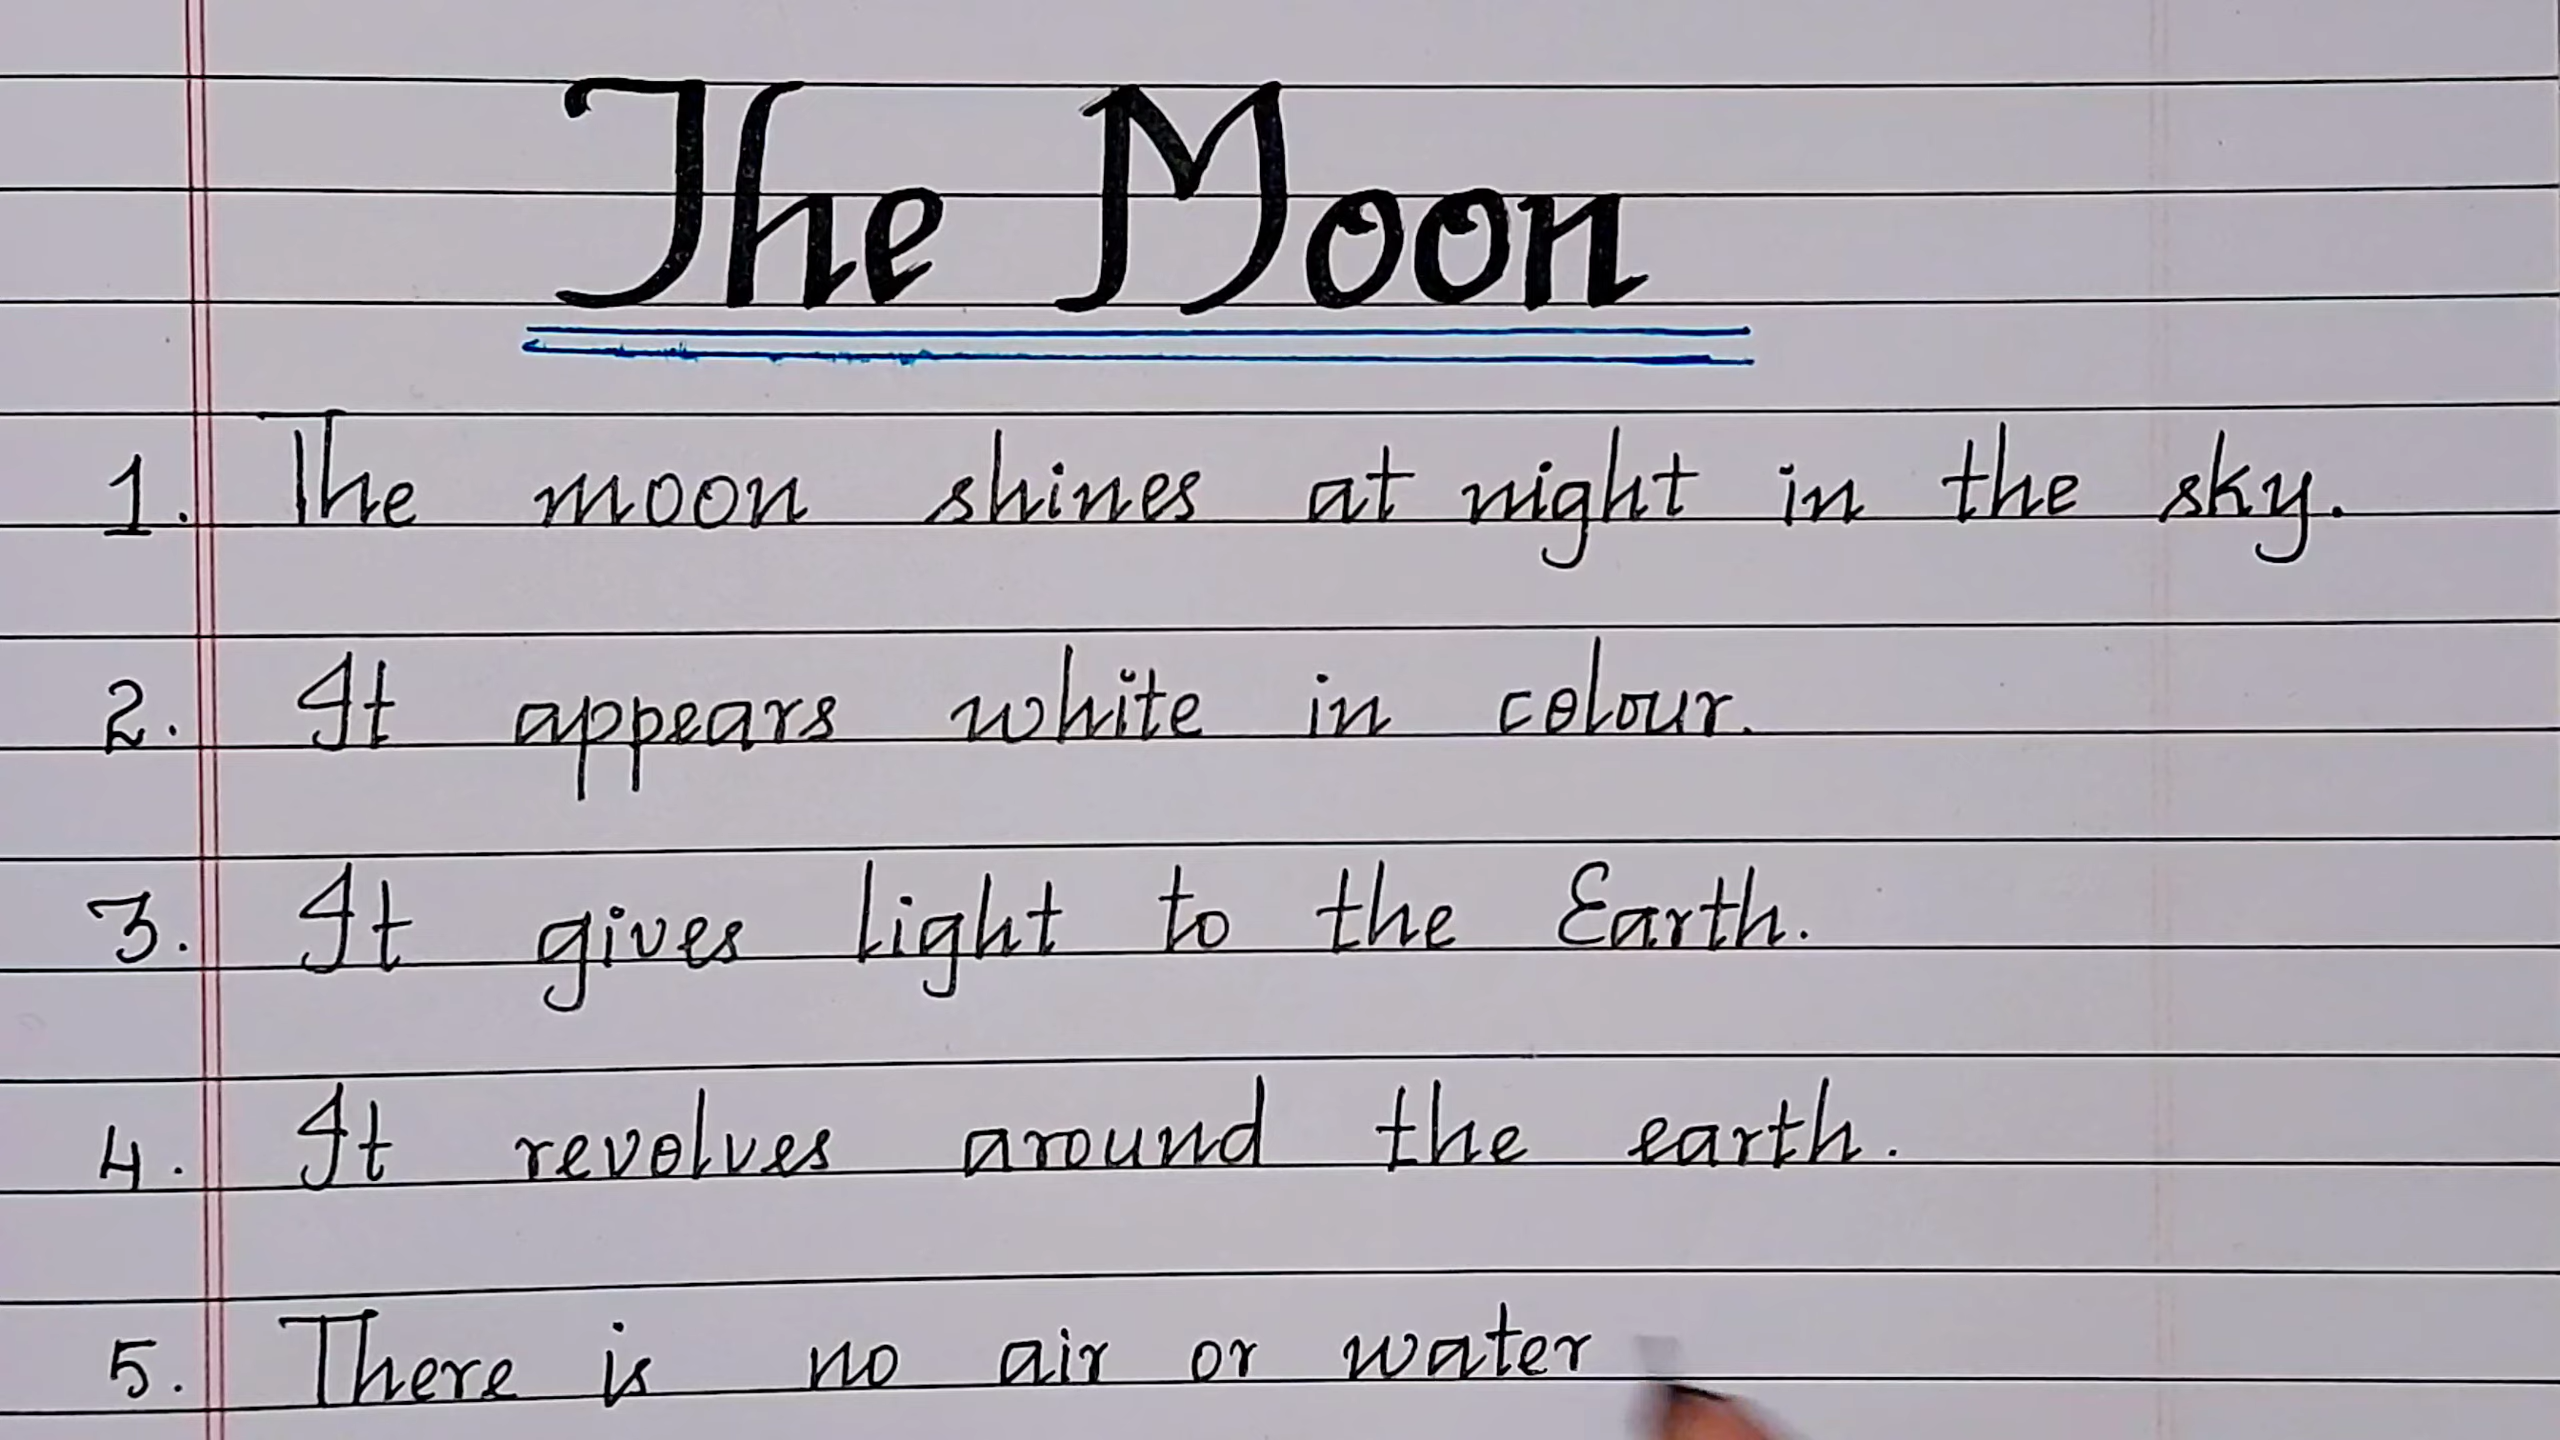 The Moon
1. The moon shines at night in the sky.
2. It appears white in colour.
3. It gives light to the Earth.
4. It revolves around the earth.
5. There is no air or water